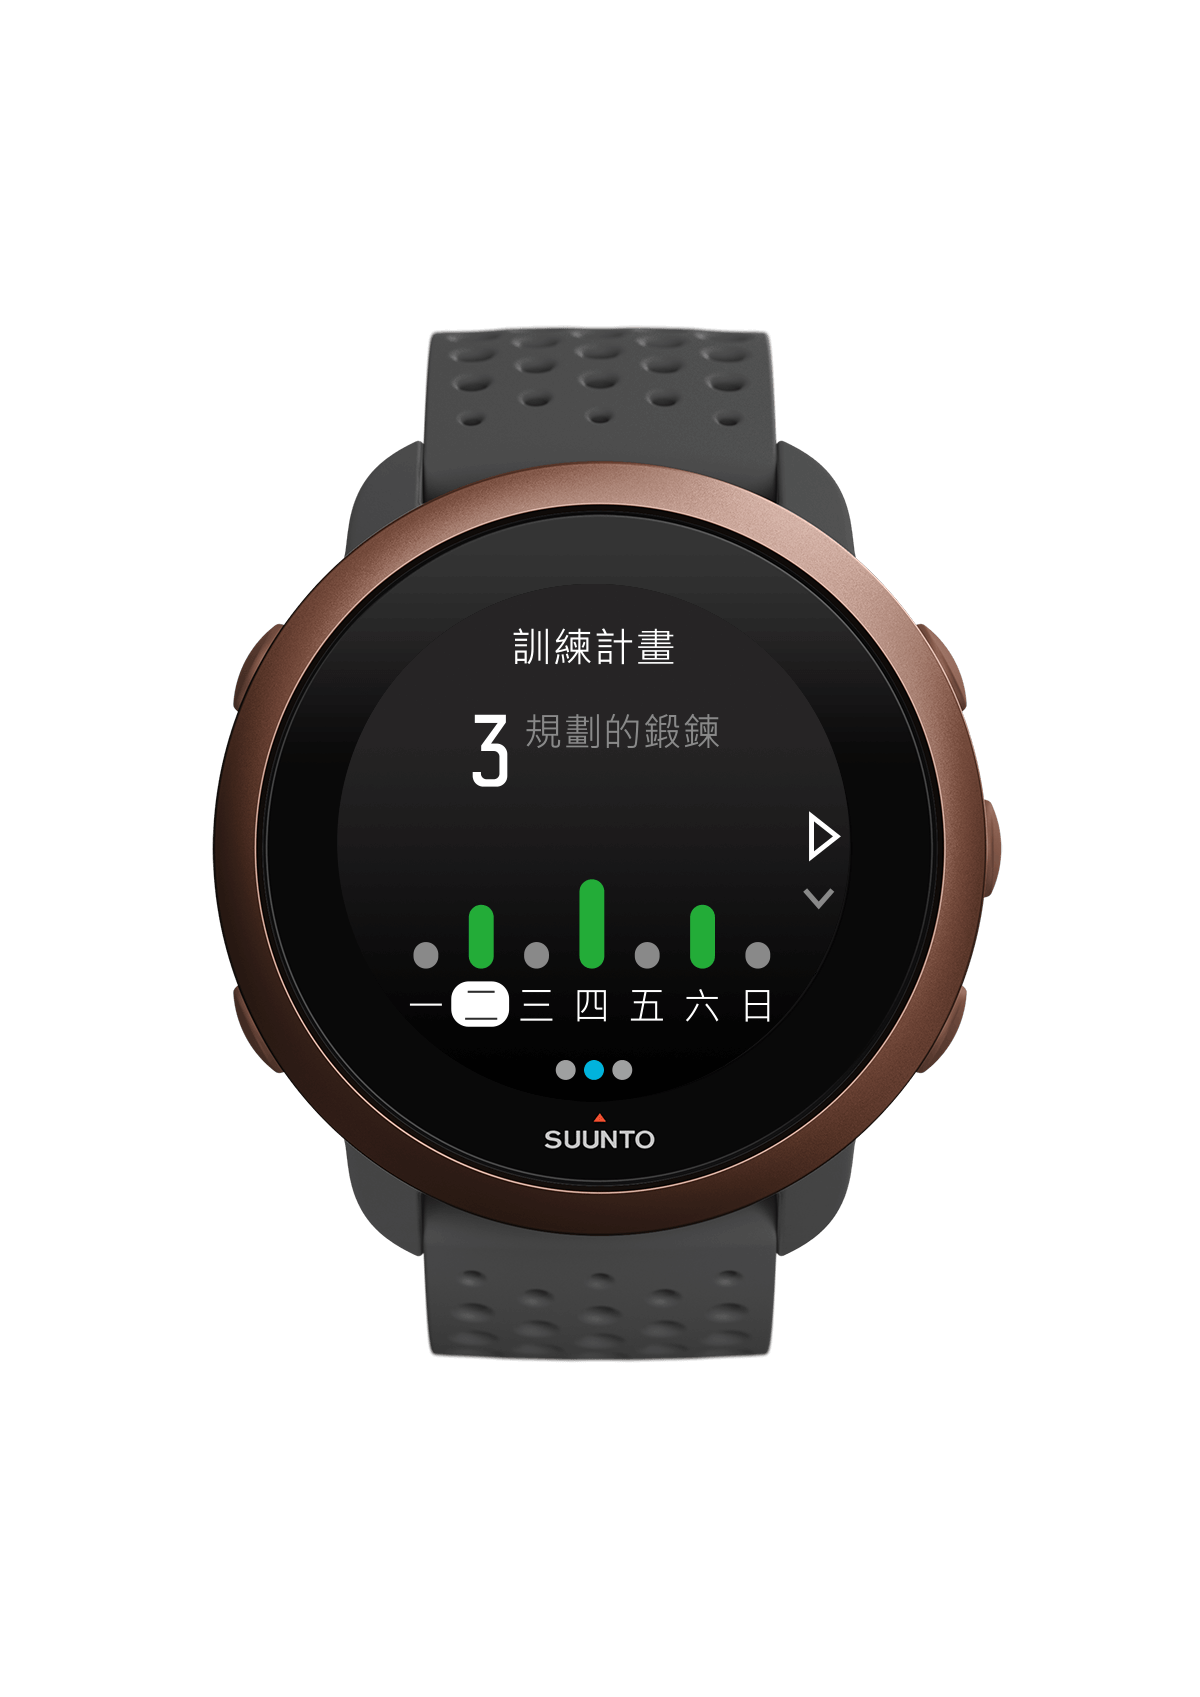 訓練計畫
3 規劃的鍛鍊
一 二 三 四 五 六 日
SUUNTO